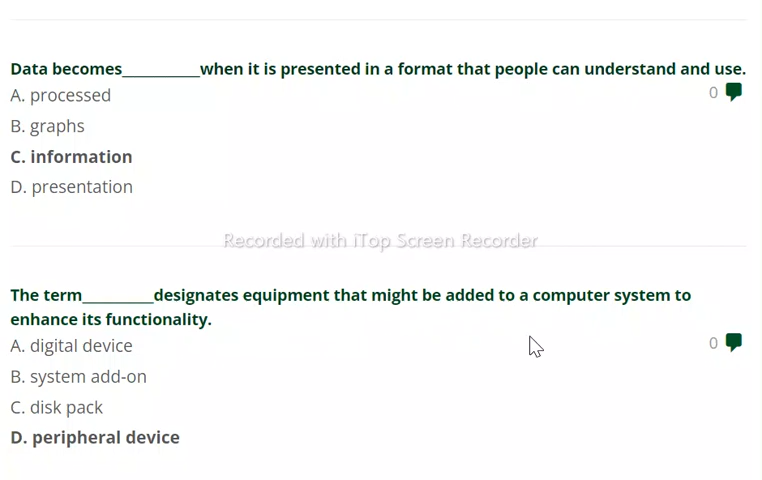 Data becomes___________when it is presented in a format that people can understand and use.
A. processed
0
B. graphs
C. information
D. presentation
Recorded with iTop Screen Recorder
The term__________designates equipment that might be added to a computer system to
enhance its functionality.
A. digital device
0
B. system add-on
C. disk pack
D. peripheral device